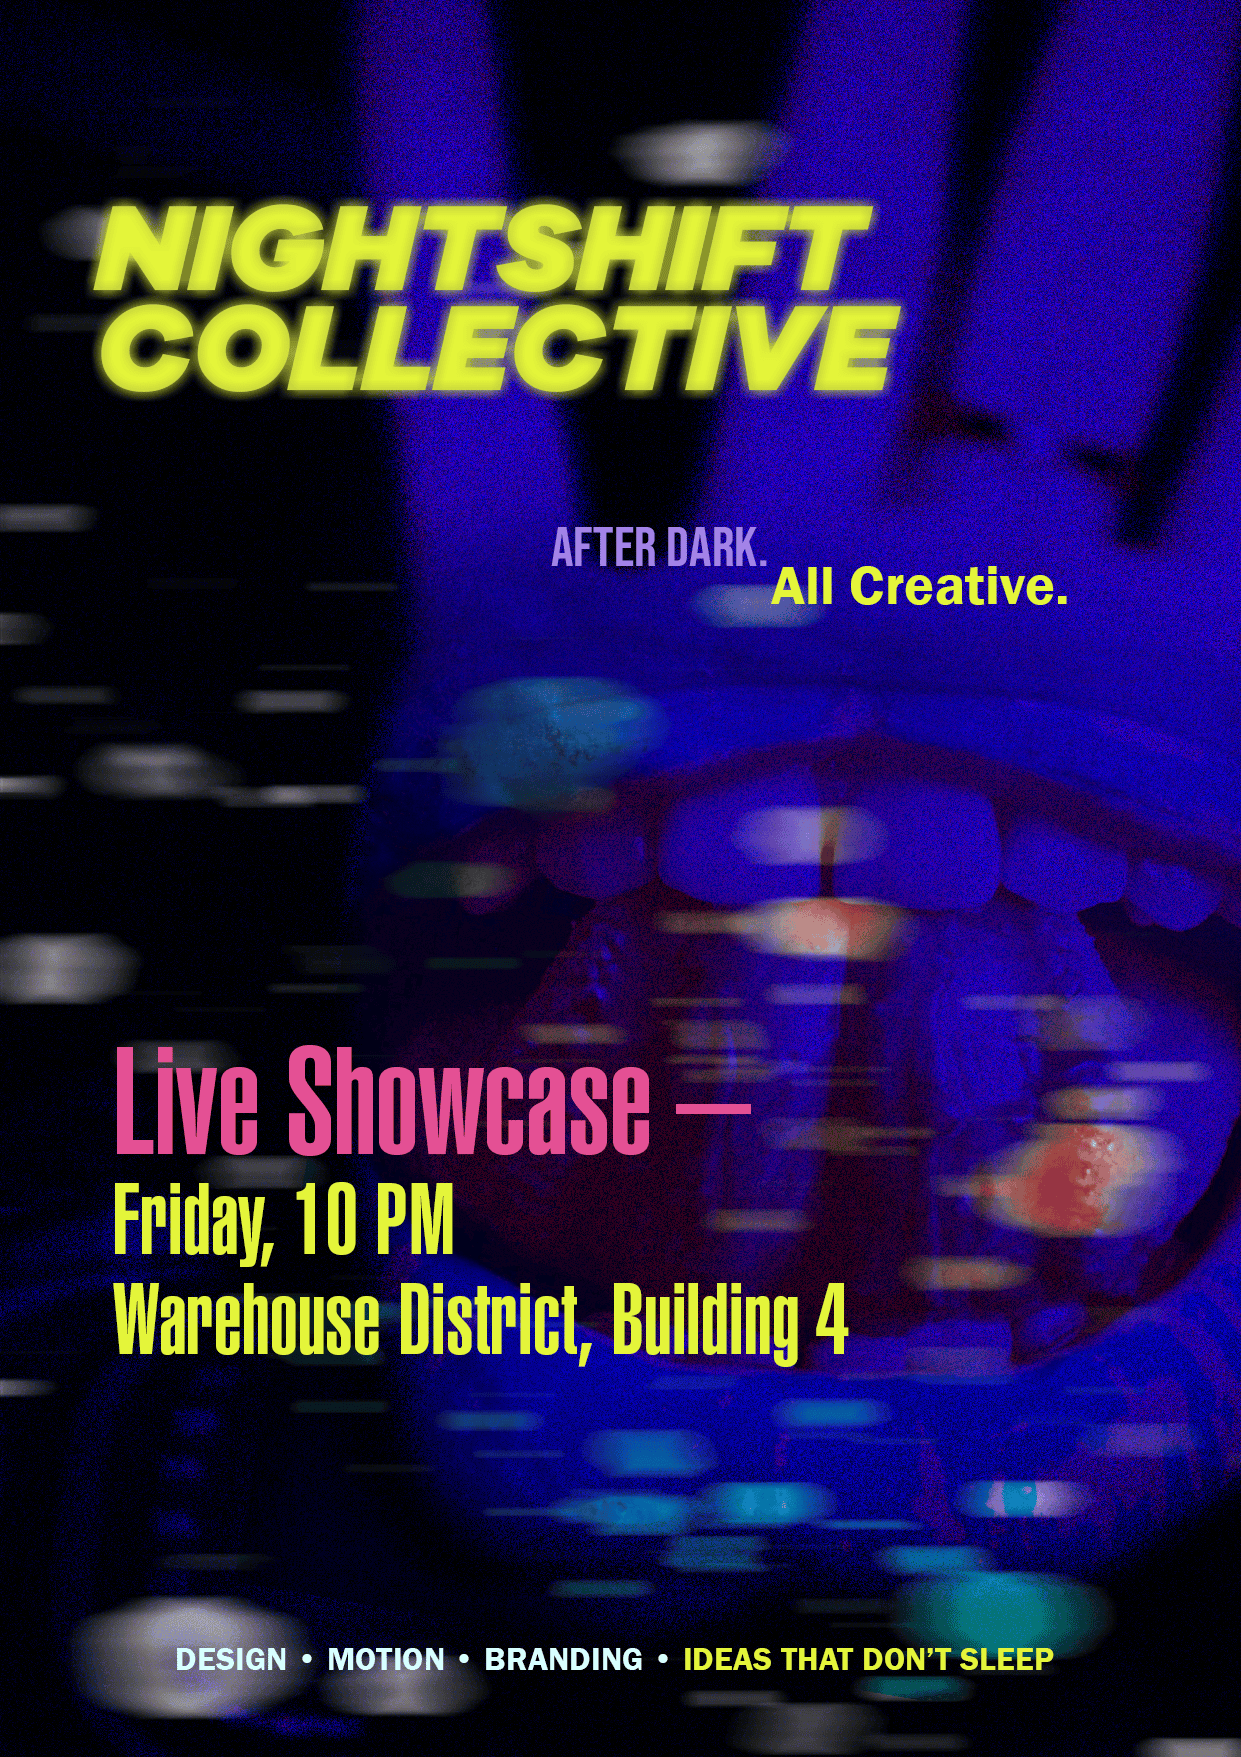 NIGHTSHIFT
COLLECTIVE
AFTER DARK.
All Creative.
Live Showcase —
Friday, 10 PM
Warehouse District, Building 4
DESIGN • MOTION • BRANDING • IDEAS THAT DON’T SLEEP